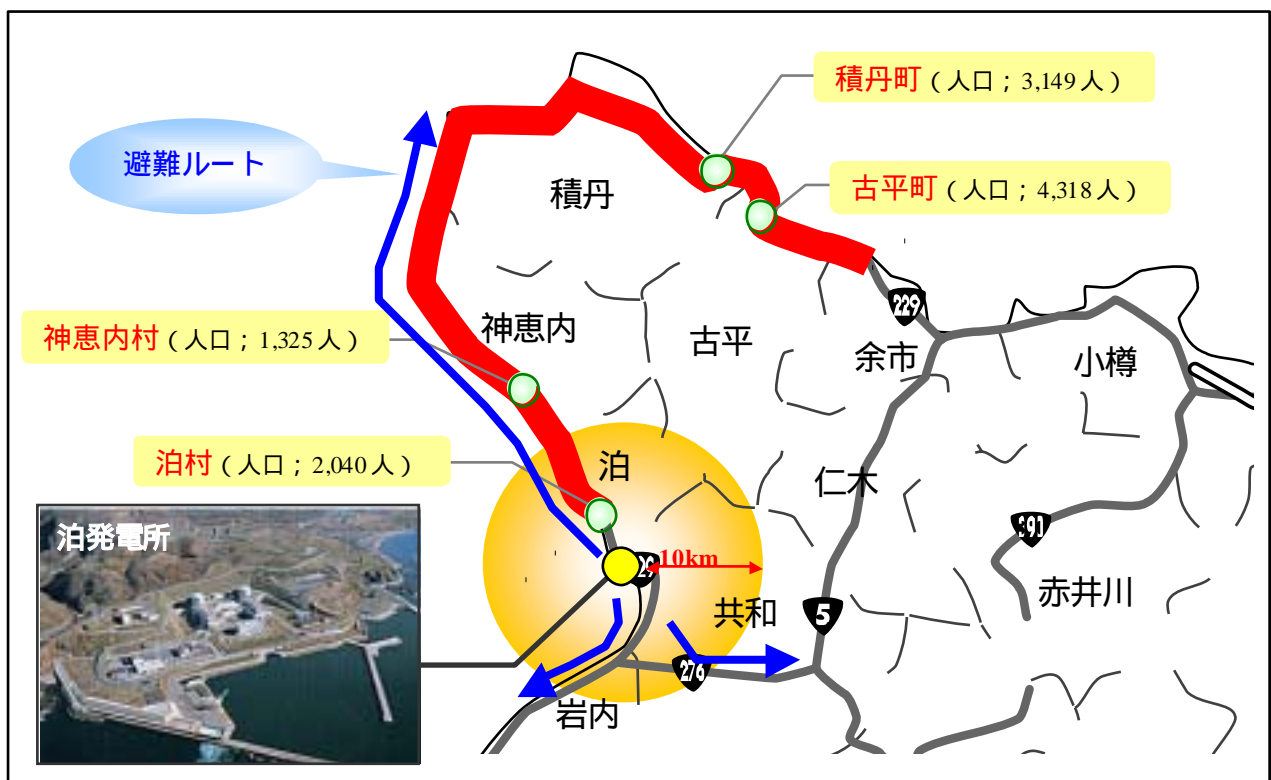 積丹町（人口；3,149人）
避難ルート
積丹
古平町（人口；4,318人）
229
神恵内村（人口；1,325人）
神恵内
古平
余市
小樽
泊村（人口；2,040人）
泊
仁木
泊発電所
10km
共和
5
赤井川
276
岩内